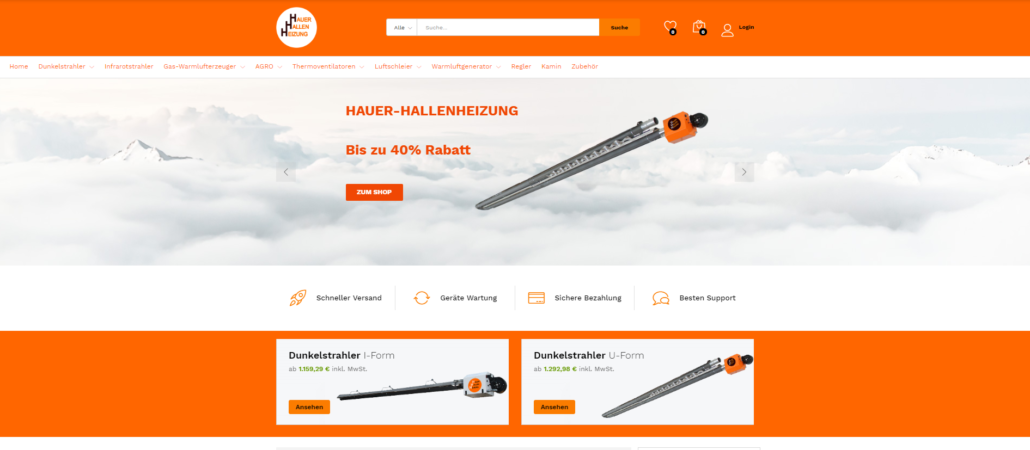 HAUER
HALLEN
HEIZUNG
Alle
Suche...
Suche
0
0
Login
Home Dunkelstrahler Infrarotstrahler Gas-Warmlufterzeuger AGRO Thermoventilatoren Luftschleier Warmluftgenerator Regler Kamin Zubehör
HAUER-HALLENHEIZUNG
Bis zu 40% Rabatt
ZUM SHOP
Schneller Versand
Geräte Wartung
Sichere Bezahlung
Besten Support
Dunkelstrahler I-Form
ab 1.159,29 € inkl. MwSt.
Ansehen
Dunkelstrahler U-Form
ab 1.292,98 € inkl. MwSt.
Ansehen